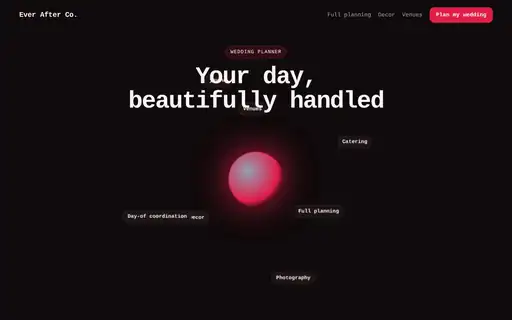 Ever After Co.
Full planning Decor Venues Plan my wedding
WEDDING PLANNER
Your day,
beautifully handled
Venues
Catering
Full planning
Day-of coordination
Photography